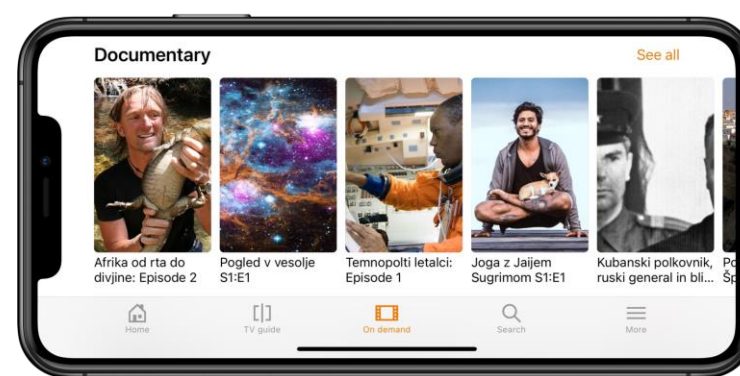 Documentary
See all
Afrika od rta do
divjine: Episode 2
Pogled v vesolje
S1:E1
Temnopolti letalci:
Episode 1
Joga z Jaijem
Sugrimom S1:E1
Kubanski polkovnik,
ruski general in bli...
Home
TV guide
On demand
Search
More